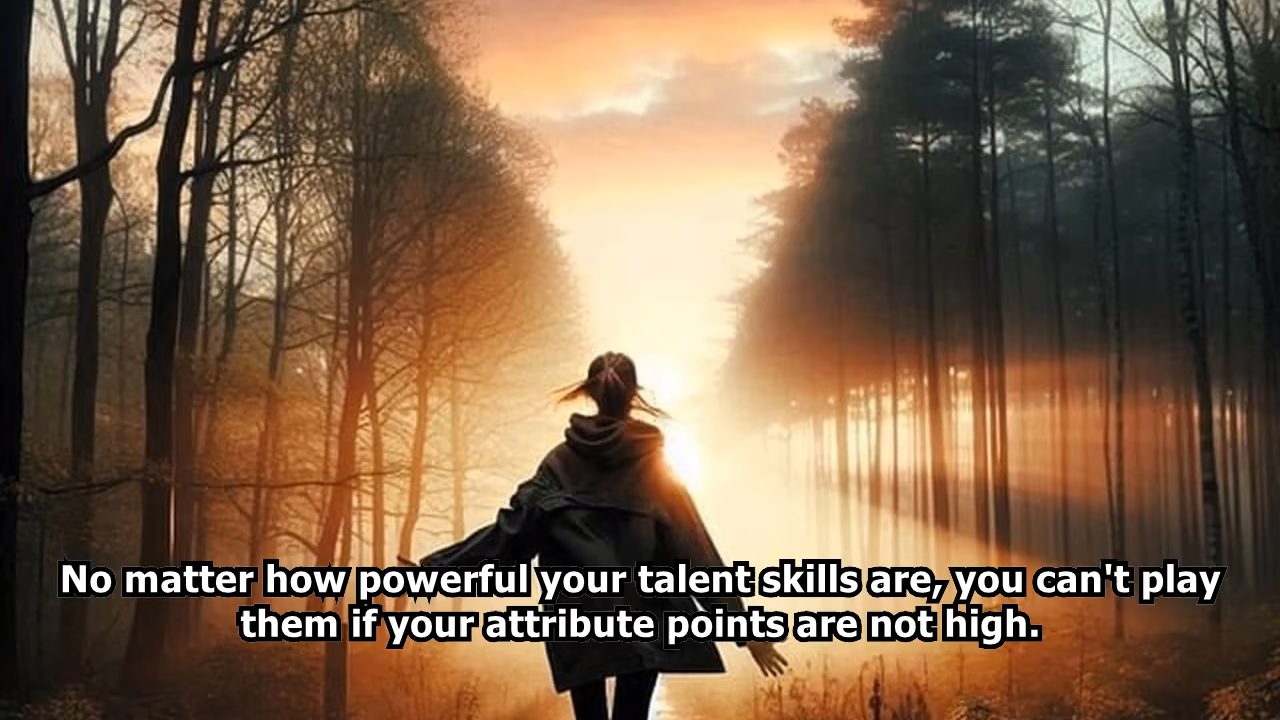 No matter how powerful your talent skills are, you can't play
them if your attribute points are not high.